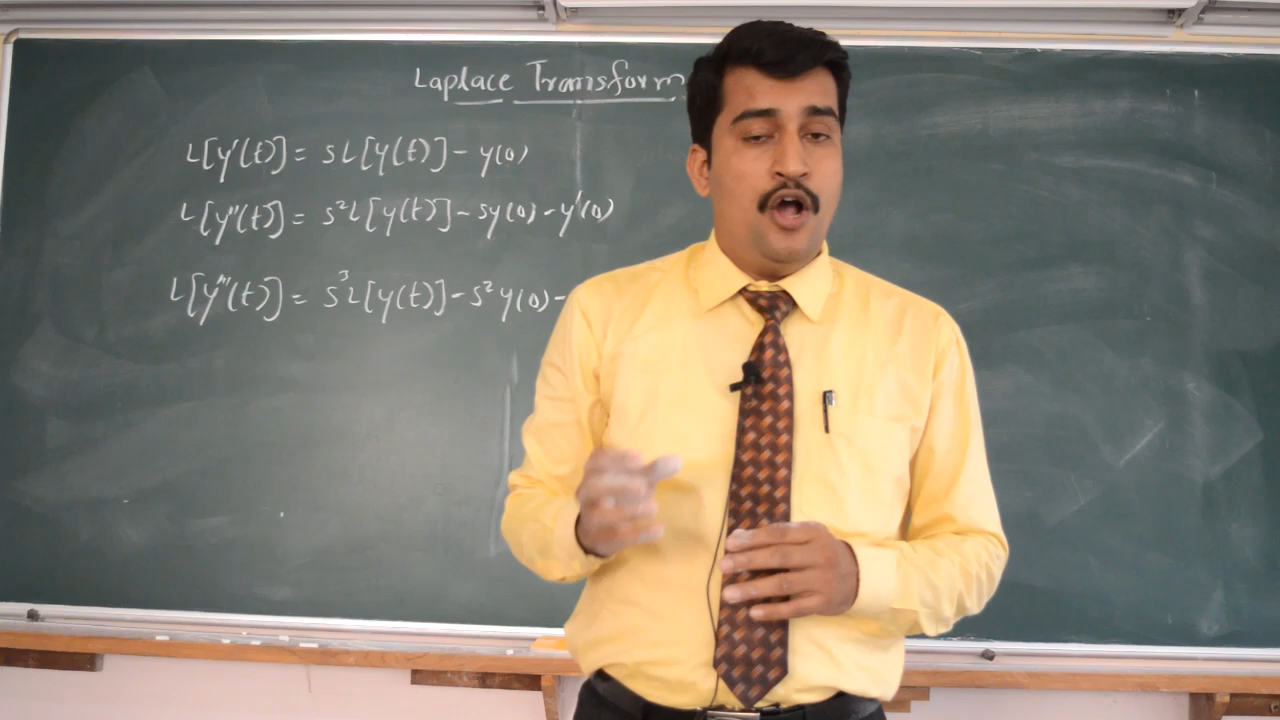 Laplace Transform
L[y'(t)] = sL[y(t)] - y(0)
L[y''(t)] = s²L[y(t)] - sy(0) - y'(0)
L[y'''(t)] = s³L[y(t)] - s²y(0) -